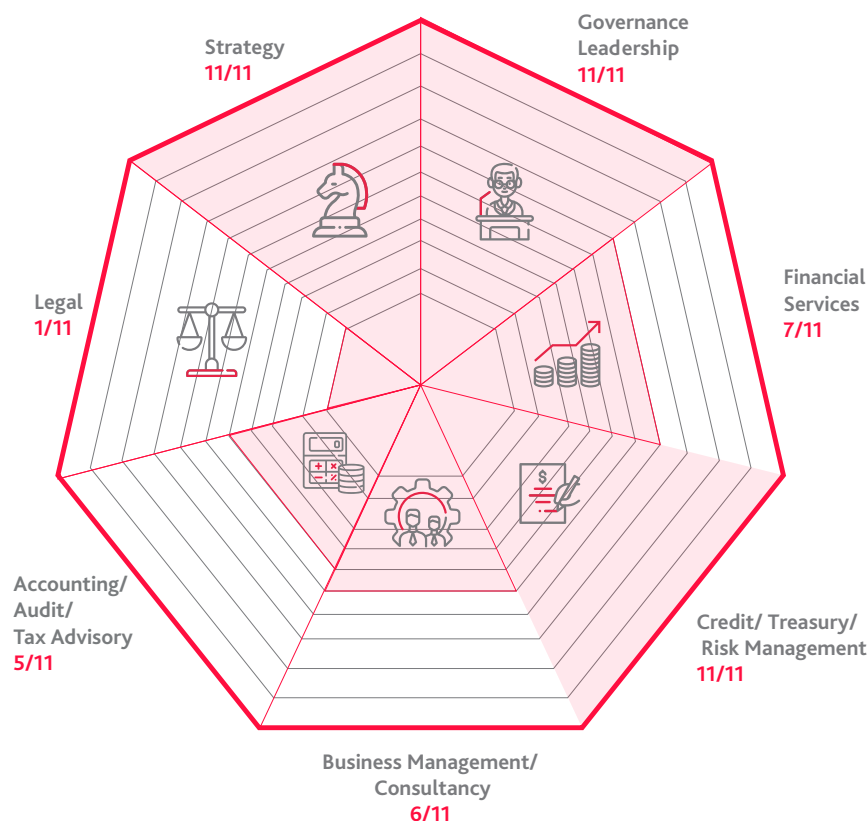 Strategy
11/11
Governance
Leadership
11/11
Financial
Services
7/11
Credit/ Treasury/
Risk Management
11/11
Business Management/
Consultancy
6/11
Accounting/
Audit/
Tax Advisory
5/11
Legal
1/11
$